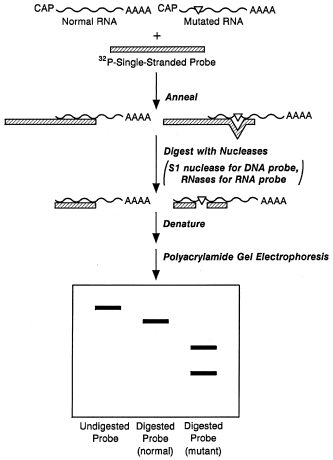 CAP AAAA CAP AAAA
Normal RNA Mutated RNA
+
³²P-Single-Stranded Probe
Anneal
AAAA AAAA
Digest with Nucleases
(S1 nuclease for DNA probe,
RNases for RNA probe)
AAAA AAAA
Denature
Polyacrylamide Gel Electrophoresis
Undigested Digested Digested
Probe Probe Probe
(normal) (mutant)